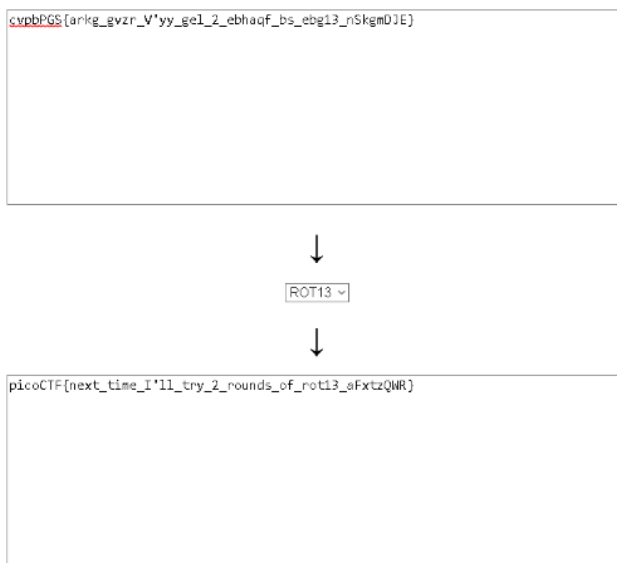 cvpbPGS{arkg_gvzr_V'yy_gel_2_ebhaqf_bs_ebg13_nSkgmDJE}
ROT13
picoCTF{next_time_I'll_try_2_rounds_of_rot13_aFxtzQWR}